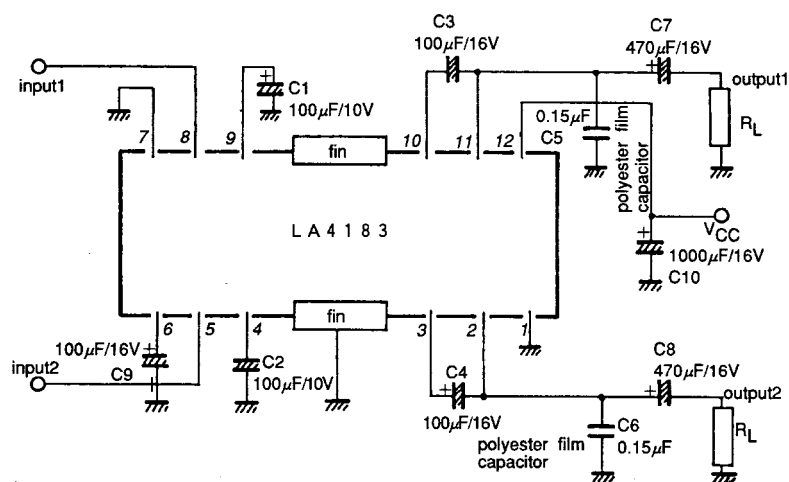 C3
100μF/16V
C7
470μF/16V
input1
C1
100μF/10V
output1
0.15μF
C5
polyester film
capacitor
RL
7
8
9
fin
10
11
12
LA4183
VCC
1000μF/16V
C10
6
5
4
fin
3
2
1
100μF/16V
C9
input2
C2
100μF/10V
C4
100μF/16V
C8
470μF/16V
output2
polyester film
capacitor
C6
0.15μF
RL